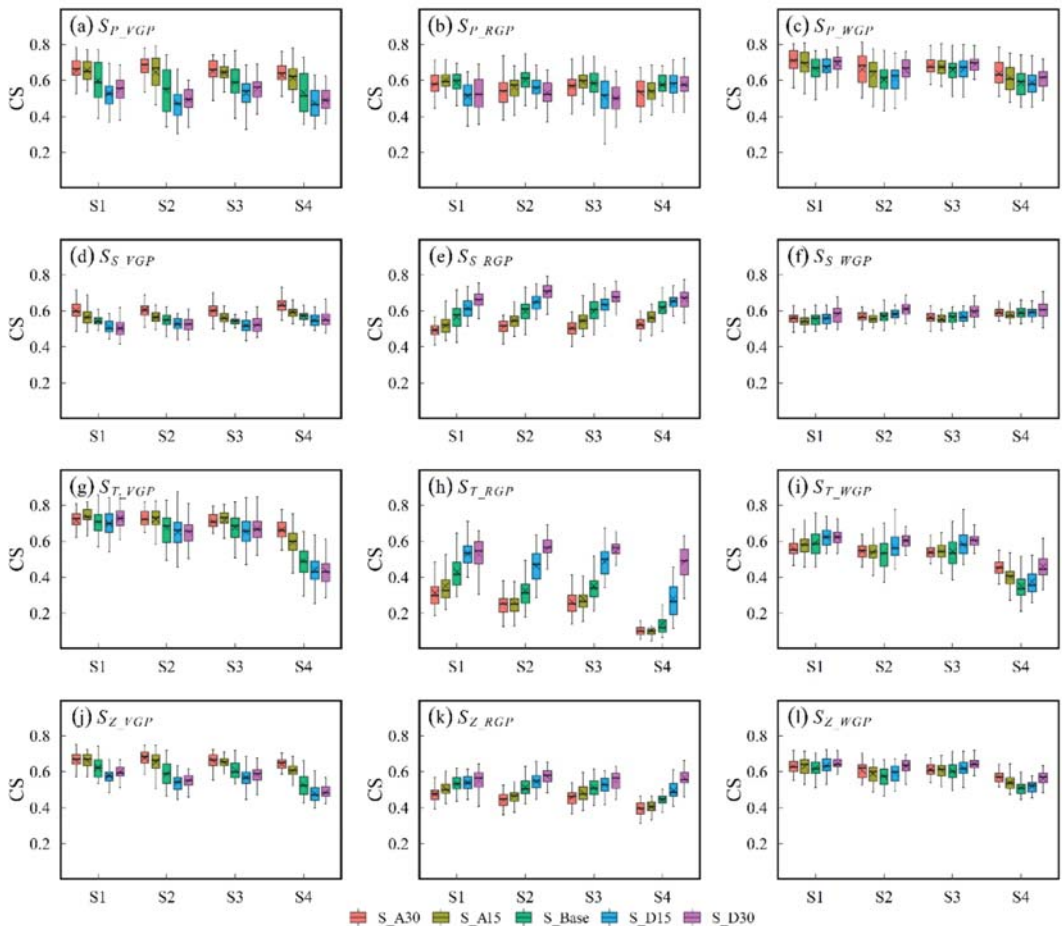 (a) S_P_VGP (b) S_P_RGP (c) S_P_WGP
0.8 0.8 0.8
0.6 0.6 0.6
CS CS CS
0.4 0.4 0.4
0.2 0.2 0.2
S1 S2 S3 S4 S1 S2 S3 S4 S1 S2 S3 S4
(d) S_S_VGP (e) S_S_RGP (f) S_S_WGP
0.8 0.8 0.8
0.6 0.6 0.6
CS CS CS
0.4 0.4 0.4
0.2 0.2 0.2
S1 S2 S3 S4 S1 S2 S3 S4 S1 S2 S3 S4
(g) S_T_VGP (h) S_T_RGP (i) S_T_WGP
0.8 0.8 0.8
0.6 0.6 0.6
CS CS CS
0.4 0.4 0.4
0.2 0.2 0.2
S1 S2 S3 S4 S1 S2 S3 S4 S1 S2 S3 S4
(j) S_Z_VGP (k) S_Z_RGP (l) S_Z_WGP
0.8 0.8 0.8
0.6 0.6 0.6
CS CS CS
0.4 0.4 0.4
0.2 0.2 0.2
S1 S2 S3 S4 S1 S2 S3 S4 S1 S2 S3 S4
S_A30 S_A15 S_Base S_D15 S_D30